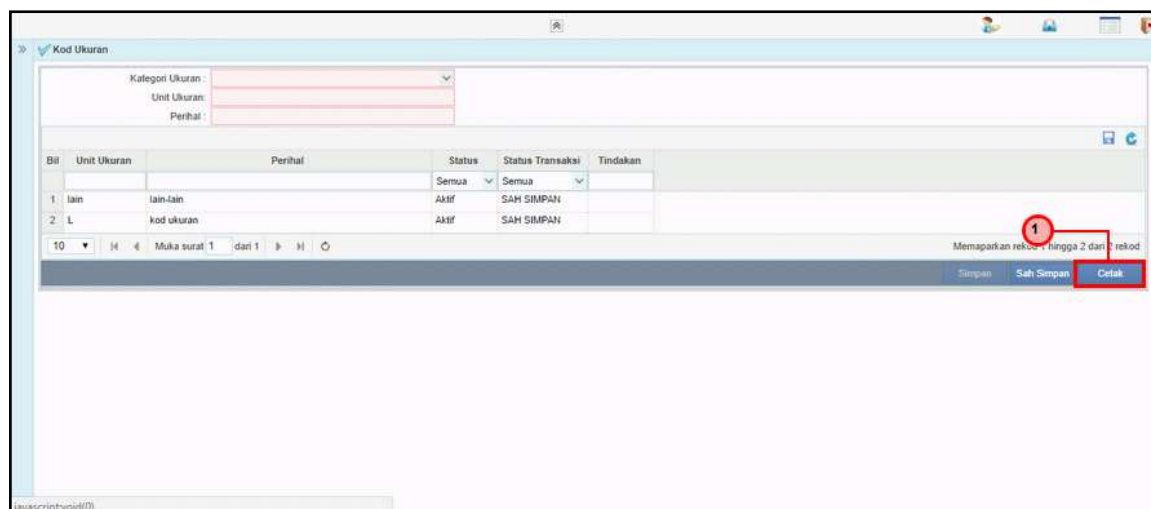 Kod Ukuran
Kategori Ukuran :
Unit Ukuran:
Perihal :
Bil Unit Ukuran Perihal Status Status Transaksi Tindakan
Semua Semua
1 lain lain-lain Aktif SAH SIMPAN
2 L kod ukuran Aktif SAH SIMPAN
10 Muka surat 1 dari 1 Memaparkan 1 hingga 2 dari 2 rekod
1
Simpan Sah Simpan Cetak
javascript:void(0)